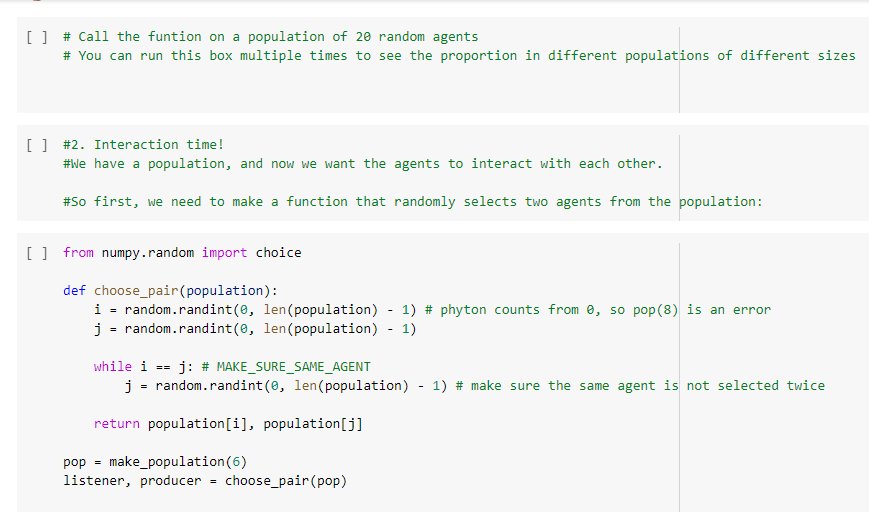 [ ] # Call the funtion on a population of 20 random agents
# You can run this box multiple times to see the proportion in different populations of different sizes
[ ] #2. Interaction time!
#We have a population, and now we want the agents to interact with each other.
#So first, we need to make a function that randomly selects two agents from the population:
[ ] from numpy.random import choice
def choose_pair(population):
i = random.randint(0, len(population) - 1) # phyton counts from 0, so pop(8) is an error
j = random.randint(0, len(population) - 1)
while i == j: # MAKE_SURE_SAME_AGENT
j = random.randint(0, len(population) - 1) # make sure the same agent is not selected twice
return population[i], population[j]
pop = make_population(6)
listener, producer = choose_pair(pop)